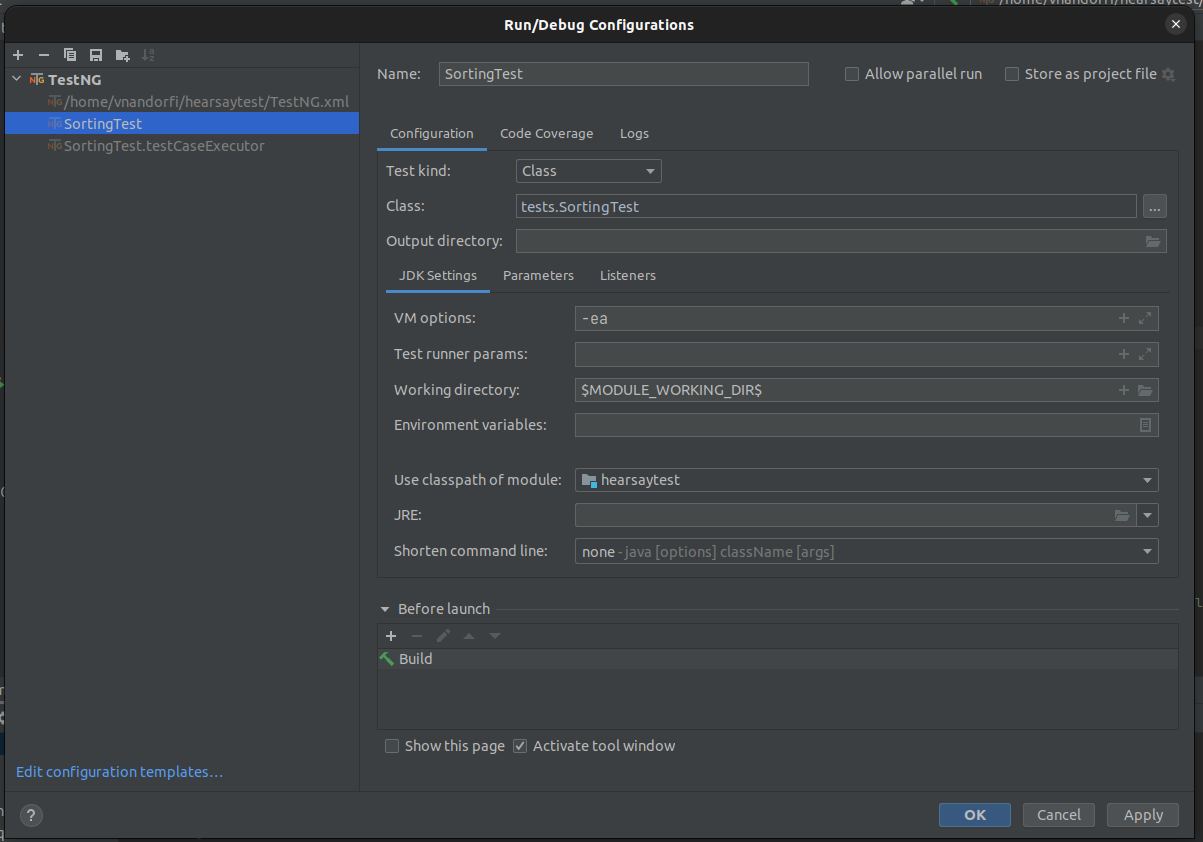 /home/vnandorfi/hearsaytest/
Run/Debug Configurations
TestNG
/home/vnandorfi/hearsaytest/TestNG.xml
SortingTest
SortingTest.testCaseExecutor
Edit configuration templates...
Name: SortingTest Allow parallel run Store as project file
Configuration Code Coverage Logs
Test kind: Class
Class: tests.SortingTest ...
Output directory:
JDK Settings Parameters Listeners
VM options: -ea
Test runner params:
Working directory: $MODULE_WORKING_DIR$
Environment variables:
Use classpath of module: hearsaytest
JRE:
Shorten command line: none - java [options] className [args]
Before launch
Build
Show this page Activate tool window
? OK Cancel Apply